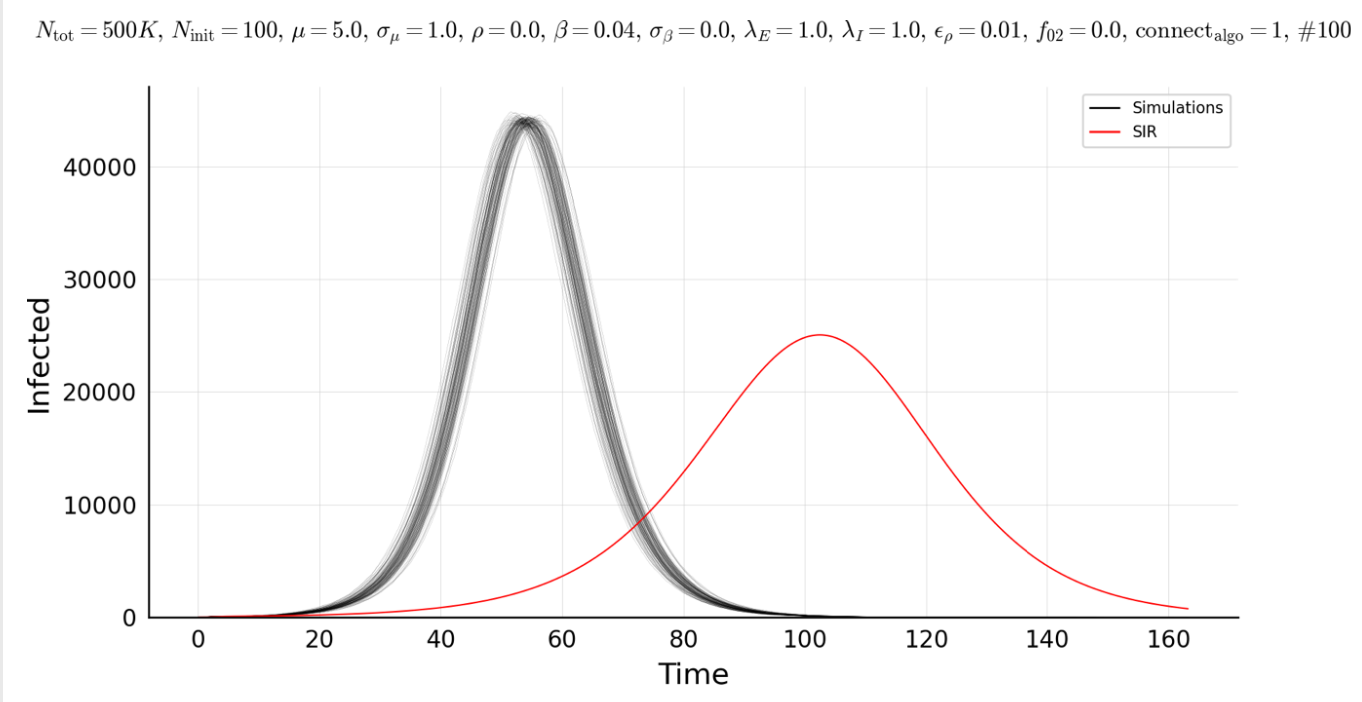 N_tot = 500K, N_init = 100, μ = 5.0, σ_μ = 1.0, ρ = 0.0, β = 0.04, σ_β = 0.0, λ_E = 1.0, λ_I = 1.0, ϵ_ρ = 0.01, f_02 = 0.0, connect_algo = 1, #100
Simulations
SIR
40000
30000
20000
10000
0
Infected
0 20 40 60 80 100 120 140 160
Time